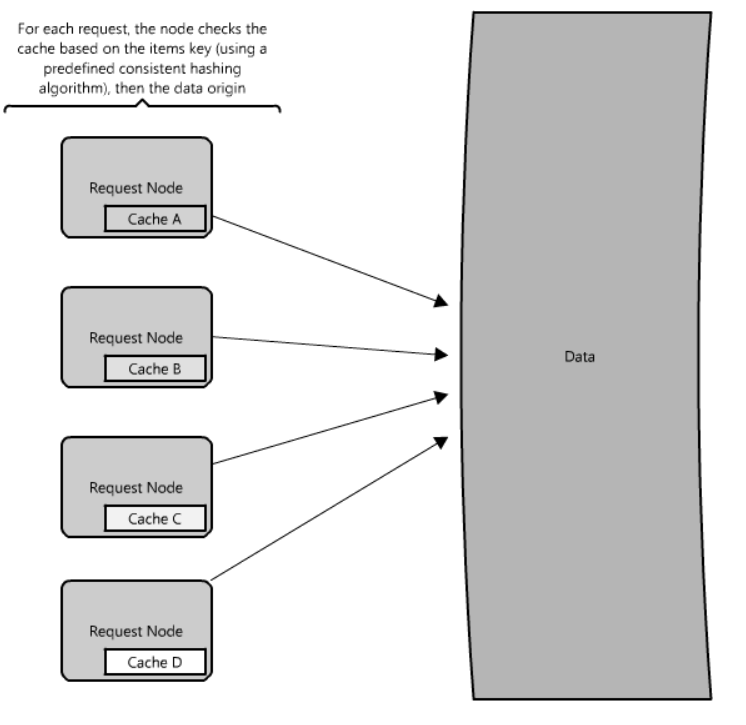 For each request, the node checks the
cache based on the items key (using a
predefined consistent hashing
algorithm), then the data origin
Request Node
Cache A
Request Node
Cache B
Data
Request Node
Cache C
Request Node
Cache D